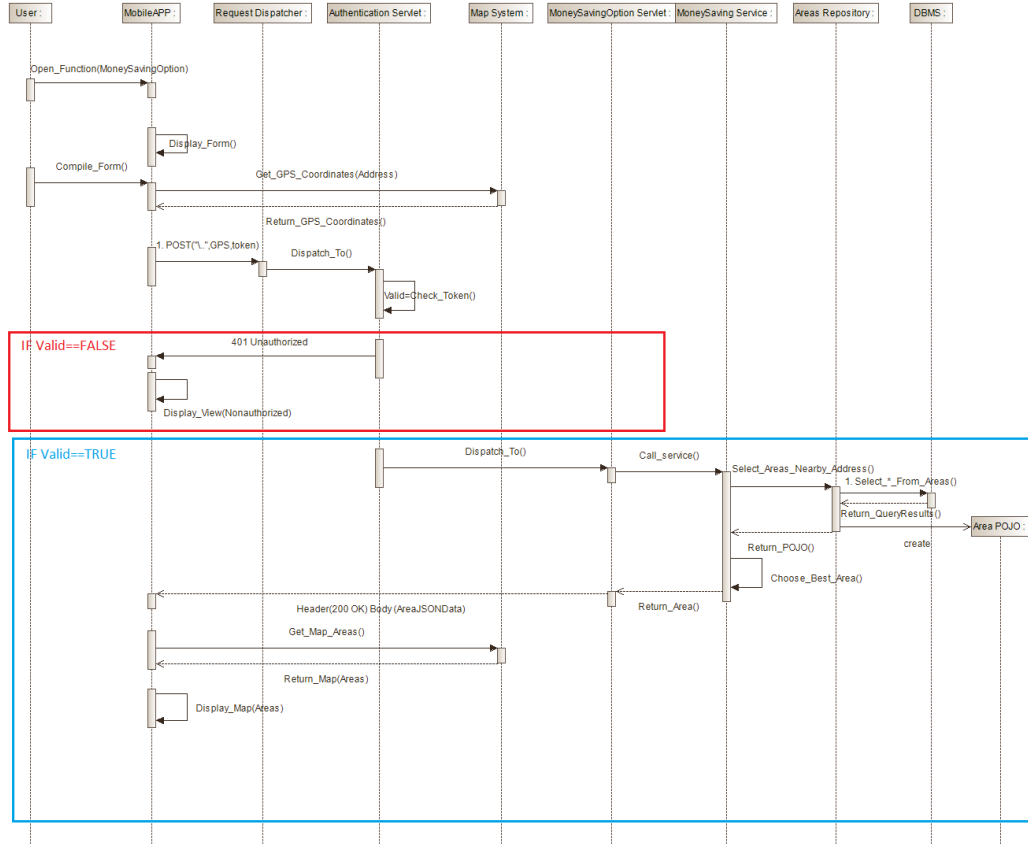 User :
MobileAPP :
Request Dispatcher :
Authentication Servlet :
Map System :
MoneySavingOption Servlet :
MoneySaving Service :
Areas Repository :
DBMS :
Open_Function(MoneySavingOption)
Display_Form()
Compile_Form()
Get_GPS_Coordinates(Address)
Return_GPS_Coordinates()
1. POST("\..",GPS,token)
Dispatch_To()
Valid=Check_Token()
IF Valid==FALSE
401 Unauthorized
Display_View(Nonauthorized)
IF Valid==TRUE
Dispatch_To()
Call_service()
Select_Areas_Nearby_Address()
1. Select_*_From_Areas()
Return_QueryResults()
Area POJO :
create
Return_POJO()
Choose_Best_Area()
Return_Area()
Header(200 OK) Body(AreaJSONData)
Get_Map_Areas()
Return_Map(Areas)
Display_Map(Areas)